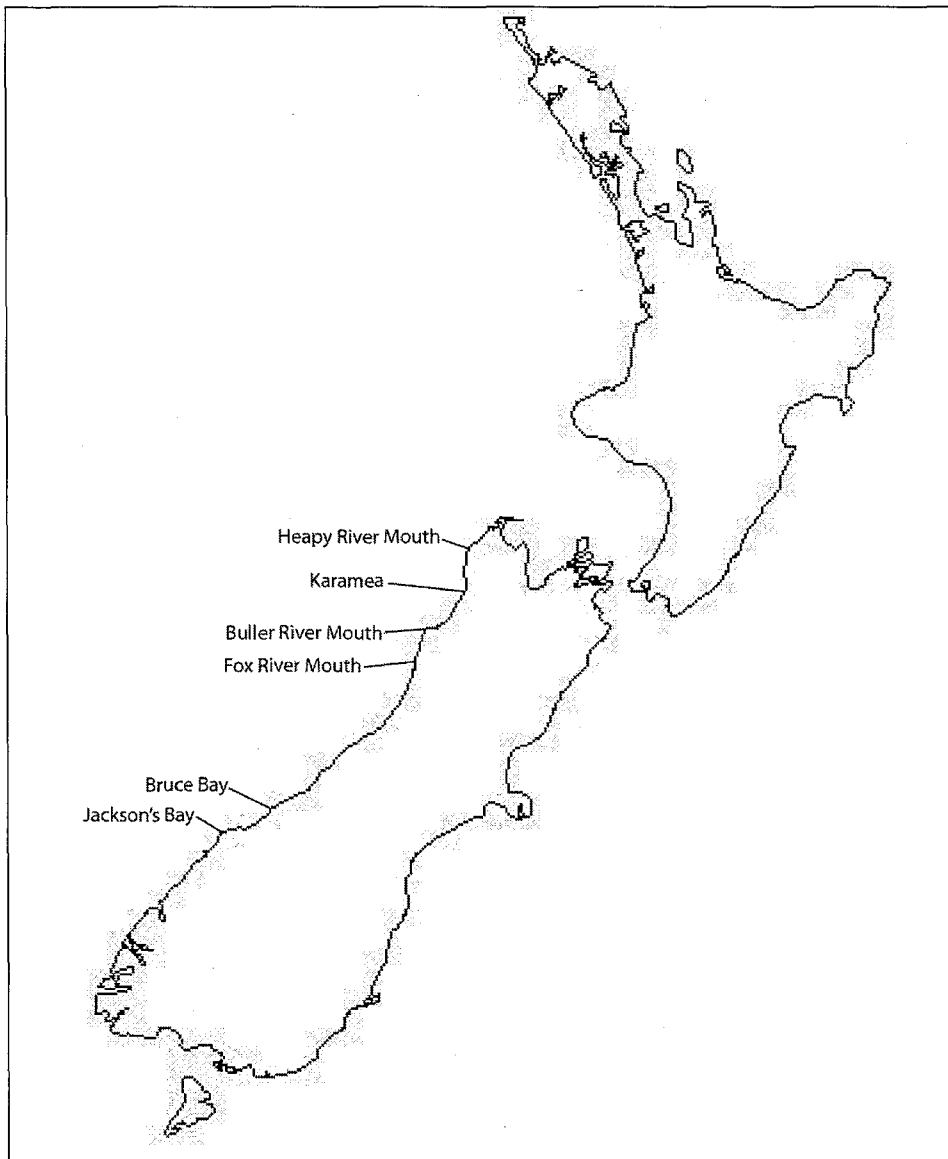 Heapy River Mouth
Karamea
Buller River Mouth
Fox River Mouth
Bruce Bay
Jackson's Bay